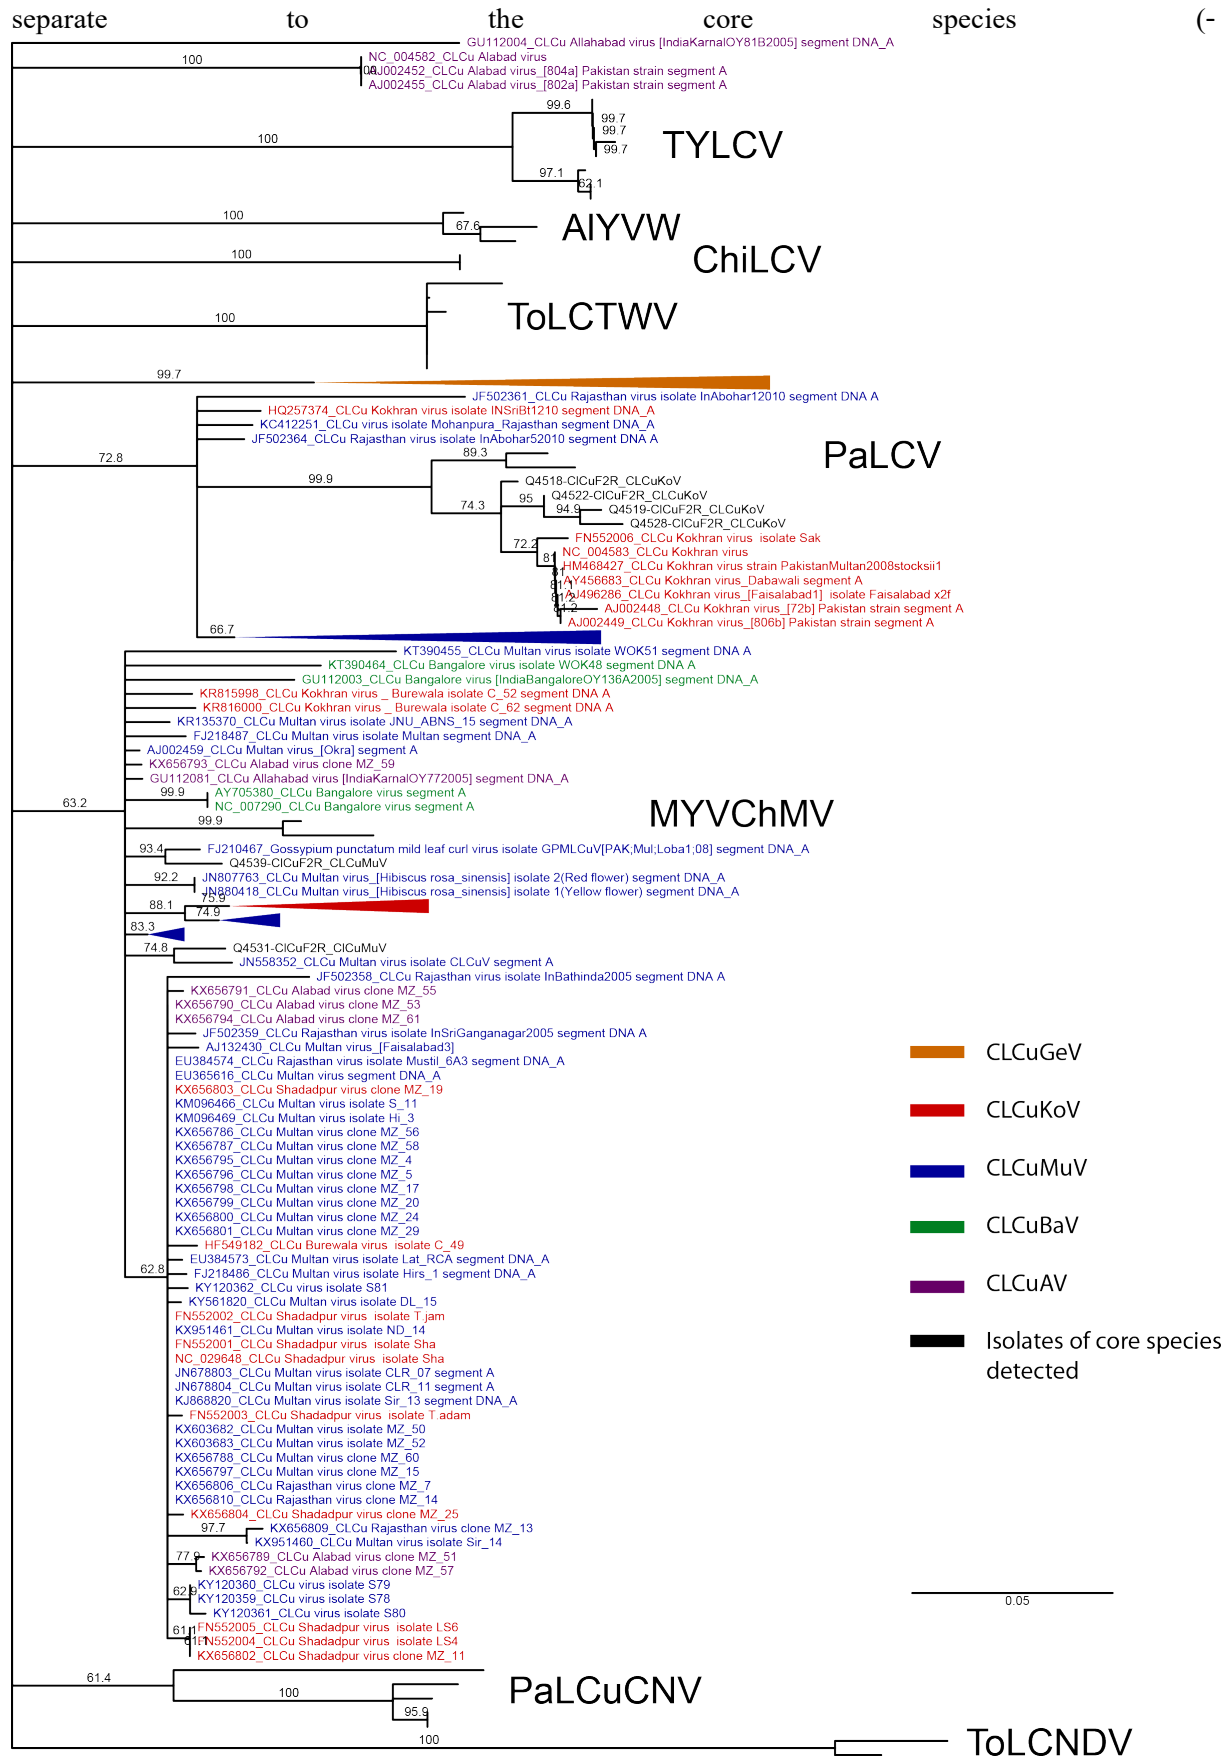 separate to the core species (-
GU112004_CLCu Allahabad virus [IndiaKarnalOY81B2005] segment DNA_A
100
NC_004582_CLCu Alabad virus
AJ002452_CLCu Alabad virus_[804a] Pakistan strain segment A
AJ002455_CLCu Alabad virus_[802a] Pakistan strain segment A
99.6
99.7
99.7
99.7
100
TYLCV
97.1
62.1
100
67.6
AlYVW
100
ChiLCV
100
ToLCTWV
99.7
JF502361_CLCu Rajasthan virus isolate InAbohar12010 segment DNA A
HQ257374_CLCu Kokhran virus isolate INSriBt1210 segment DNA_A
KC412251_CLCu virus isolate Mohanpura_Rajasthan segment DNA_A
JF502364_CLCu Rajasthan virus isolate InAbohar52010 segment DNA A
72.8
89.3
PaLCV
99.9
Q4518-ClCuF2R_CLCuKoV
95
Q4522-ClCuF2R_CLCuKoV
74.3
94.9
Q4519-ClCuF2R_CLCuKoV
Q4528-ClCuF2R_CLCuKoV
FN552006_CLCu Kokhran virus isolate Sak
72.2
NC_004583_CLCu Kokhran virus
81
HM468427_CLCu Kokhran virus strain PakistanMultan2008stocksii1
81
AY456683_CLCu Kokhran virus_Dabawali segment A
81.1
AJ496286_CLCu Kokhran virus_[Faisalabad1] isolate Faisalabad x2f
81.2
AJ002448_CLCu Kokhran virus_[72b] Pakistan strain segment A
81.2
AJ002449_CLCu Kokhran virus_[806b] Pakistan strain segment A
66.7
KT390455_CLCu Multan virus isolate WOK51 segment DNA A
KT390464_CLCu Bangalore virus isolate WOK48 segment DNA A
GU112003_CLCu Bangalore virus [IndiaBangaloreOY136A2005] segment DNA_A
KR815998_CLCu Kokhran virus _ Burewala isolate C_52 segment DNA A
KR816000_CLCu Kokhran virus _ Burewala isolate C_62 segment DNA A
KR135370_CLCu Multan virus isolate JNU_ABNS_15 segment DNA_A
FJ218487_CLCu Multan virus isolate Multan segment DNA_A
AJ002459_CLCu Multan virus_[Okra] segment A
KX656793_CLCu Alabad virus clone MZ_59
GU112081_CLCu Allahabad virus [IndiaKarnalOY772005] segment DNA_A
99.9
AY705380_CLCu Bangalore virus segment A
NC_007290_CLCu Bangalore virus segment A
63.2
99.9
MYVChMV
93.4
FJ210467_Gossypium punctatum mild leaf curl virus isolate GPMLCuV[PAK;Mul;Loba1;08] segment DNA_A
Q4539-ClCuF2R_CLCuMuV
92.2
JN807763_CLCu Multan virus_[Hibiscus rosa_sinensis] isolate 2(Red flower) segment DNA_A
JN880418_CLCu Multan virus_[Hibiscus rosa_sinensis] isolate 1(Yellow flower) segment DNA_A
75.9
88.1
74.9
83.3
74.8
Q4531-ClCuF2R_ClCuMuV
JN558352_CLCu Multan virus isolate CLCuV segment A
JF502358_CLCu Rajasthan virus isolate InBathinda2005 segment DNA A
KX656791_CLCu Alabad virus clone MZ_55
KX656790_CLCu Alabad virus clone MZ_53
KX656794_CLCu Alabad virus clone MZ_61
JF502359_CLCu Rajasthan virus isolate InSriGanganagar2005 segment DNA A
AJ132430_CLCu Multan virus_[Faisalabad3]
EU384574_CLCu Rajasthan virus isolate Mustil_6A3 segment DNA_A
EU365616_CLCu Multan virus segment DNA_A
KX656803_CLCu Shadadpur virus clone MZ_19
KM096466_CLCu Multan virus isolate S_11
KM096469_CLCu Multan virus isolate Hi_3
KX656786_CLCu Multan virus clone MZ_56
KX656787_CLCu Multan virus clone MZ_58
KX656795_CLCu Multan virus clone MZ_4
KX656796_CLCu Multan virus clone MZ_5
KX656798_CLCu Multan virus clone MZ_17
KX656799_CLCu Multan virus clone MZ_20
KX656800_CLCu Multan virus clone MZ_24
KX656801_CLCu Multan virus clone MZ_29
HF549182_CLCu Burewala virus isolate C_49
EU384573_CLCu Multan virus isolate Lat_RCA segment DNA_A
62.8
FJ218486_CLCu Multan virus isolate Hirs_1 segment DNA_A
KY120362_CLCu virus isolate S81
KY561820_CLCu Multan virus isolate DL_15
FN552002_CLCu Shadadpur virus isolate T.jam
KX951461_CLCu Multan virus isolate ND_14
FN552001_CLCu Shadadpur virus isolate Sha
NC_029648_CLCu Shadadpur virus isolate Sha
JN678803_CLCu Multan virus isolate CLR_07 segment A
JN678804_CLCu Multan virus isolate CLR_11 segment A
KJ868820_CLCu Multan virus isolate Sir_13 segment DNA_A
FN552003_CLCu Shadadpur virus isolate T.adam
KX603682_CLCu Multan virus isolate MZ_50
KX603683_CLCu Multan virus isolate MZ_52
KX656788_CLCu Multan virus clone MZ_60
KX656797_CLCu Multan virus clone MZ_15
KX656806_CLCu Rajasthan virus clone MZ_7
KX656810_CLCu Rajasthan virus clone MZ_14
KX656804_CLCu Shadadpur virus clone MZ_25
97.7
KX656809_CLCu Rajasthan virus clone MZ_13
KX951460_CLCu Multan virus isolate Sir_14
77.9
KX656789_CLCu Alabad virus clone MZ_51
KX656792_CLCu Alabad virus clone MZ_57
KY120360_CLCu virus isolate S79
62.9
KY120359_CLCu virus isolate S78
KY120361_CLCu virus isolate S80
61.1
FN552005_CLCu Shadadpur virus isolate LS6
61.1
FN552004_CLCu Shadadpur virus isolate LS4
KX656802_CLCu Shadadpur virus clone MZ_11
61.4
100
PaLCuCNV
95.9
100
ToLCNDV
CLCuGeV
CLCuKoV
CLCuMuV
CLCuBaV
CLCuAV
Isolates of core species
detected
0.05